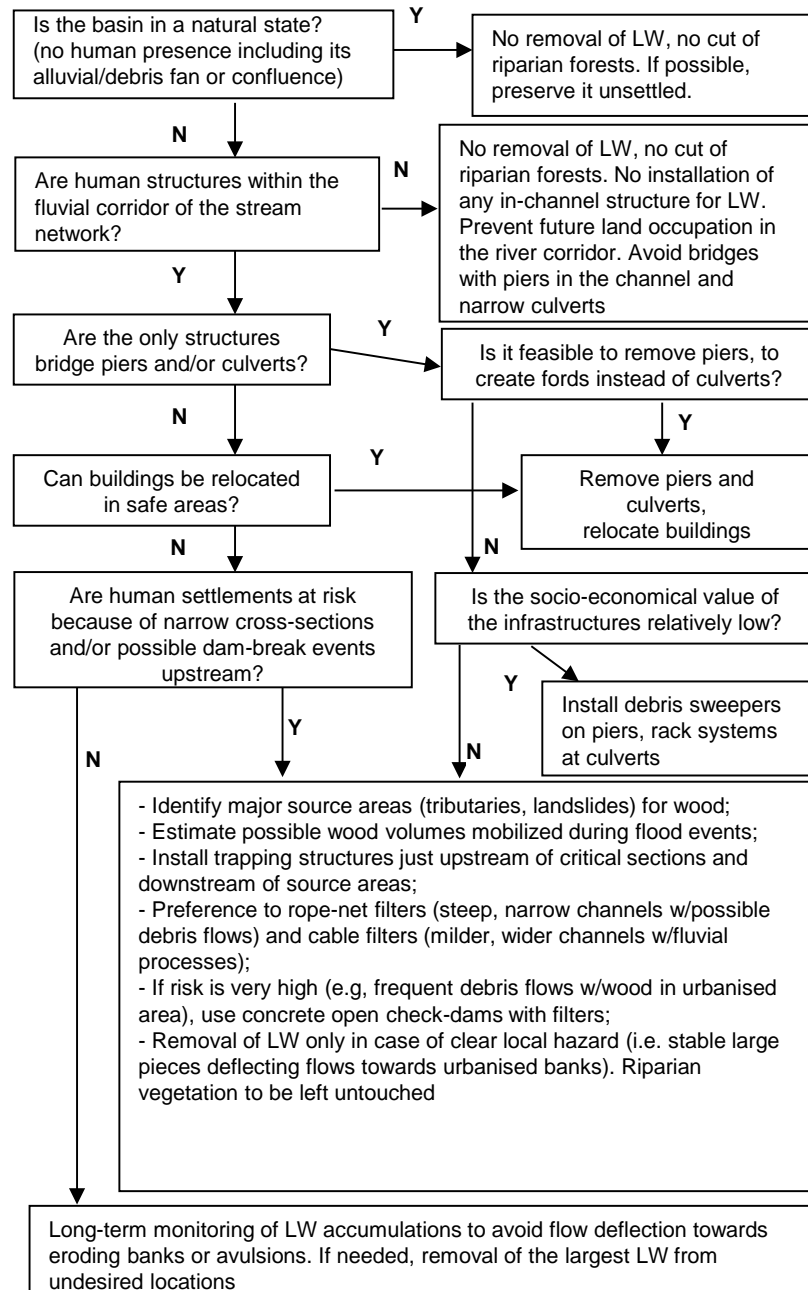 Is the basin in a natural state?
(no human presence including its
alluvial/debris fan or confluence)
Y
No removal of LW, no cut of
riparian forests. If possible,
preserve it unsettled.
N
Are human structures within the
fluvial corridor of the stream
network?
N
No removal of LW, no cut of
riparian forests. No installation of
any in-channel structure for LW.
Prevent future land occupation in
the river corridor. Avoid bridges
with piers in the channel and
narrow culverts
Y
Are the only structures
bridge piers and/or culverts?
Y
Is it feasible to remove piers, to
create fords instead of culverts?
N
Y
Can buildings be relocated
in safe areas?
Y
Remove piers and
culverts,
relocate buildings
N
N
Are human settlements at risk
because of narrow cross-sections
and/or possible dam-break events
upstream?
Is the socio-economical value of
the infrastructures relatively low?
Y
Install debris sweepers
on piers, rack systems
at culverts
N
Y
N
- Identify major source areas (tributaries, landslides) for wood;
- Estimate possible wood volumes mobilized during flood events;
- Install trapping structures just upstream of critical sections and
downstream of source areas;
- Preference to rope-net filters (steep, narrow channels w/possible
debris flows) and cable filters (milder, wider channels w/fluvial
processes);
- If risk is very high (e.g, frequent debris flows w/wood in urbanised
area), use concrete open check-dams with filters;
- Removal of LW only in case of clear local hazard (i.e. stable large
pieces deflecting flows towards urbanised banks). Riparian
vegetation to be left untouched
Long-term monitoring of LW accumulations to avoid flow deflection towards
eroding banks or avulsions. If needed, removal of the largest LW from
undesired locations